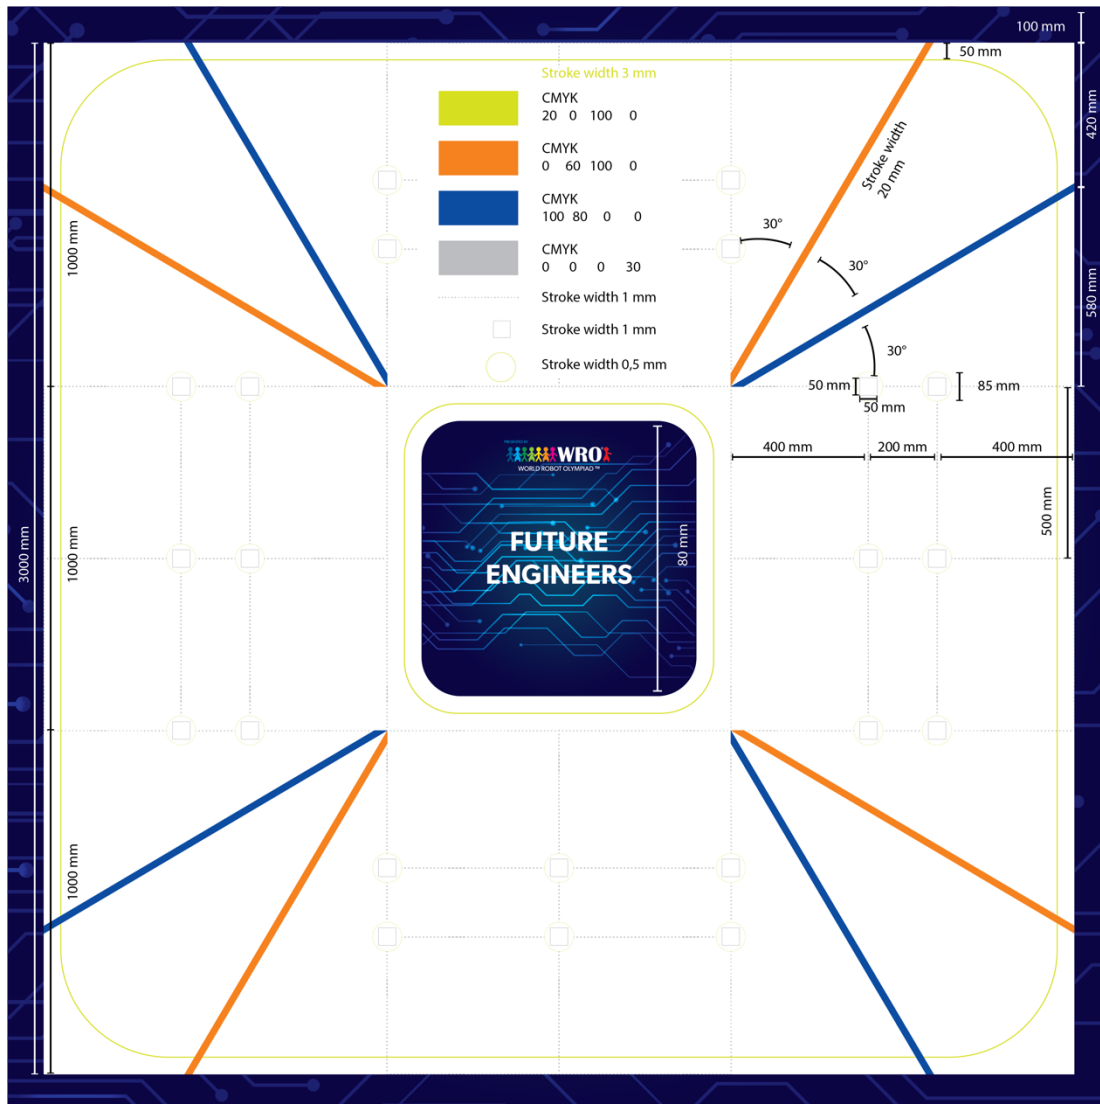 100 mm
50 mm
Stroke width 3 mm
CMYK
20 0 100 0
CMYK
0 60 100 0
CMYK
100 80 0 0
CMYK
0 0 0 30
Stroke width 1 mm
Stroke width 1 mm
Stroke width 0,5 mm
Stroke width
20 mm
30°
30°
30°
420 mm
580 mm
1000 mm
50 mm
50 mm
85 mm
400 mm
200 mm
400 mm
500 mm
3000 mm
1000 mm
PRESENTED BY
WRO
WORLD ROBOT OLYMPIAD ™
FUTURE
ENGINEERS
80 mm
1000 mm